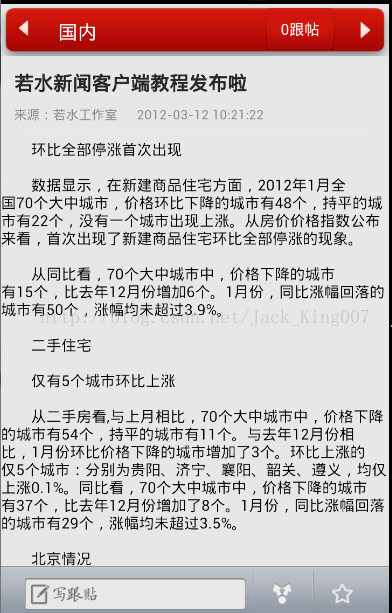 国内
0跟帖
若水新闻客户端教程发布啦
来源：若水工作室 2012-03-12 10:21:22
环比全部停涨首次出现
数据显示，在新建商品住宅方面，2012年1月全
国70个大中城市，价格环比下降的城市有48个，持平的城
市有22个，没有一个城市出现上涨。从房价价格指数公布
来看，首次出现了新建商品住宅环比全部停涨的现象。
从同比看，70个大中城市中，价格下降的城市
有15个，比去年12月份增加6个。1月份，同比涨幅回落的
城市有50个，涨幅均未超过3.9%。
http://blog.csdn.net/Jack_King007
二手住宅
仅有5个城市环比上涨
从二手房看,与上月相比，70个大中城市中，价格下降
的城市有54个，持平的城市有11个。与去年12月份相
比，1月份环比价格下降的城市增加了3个。环比上涨的
仅5个城市：分别为贵阳、济宁、襄阳、韶关、遵义，均仅
上涨0.1%。同比看，70个大中城市中，价格下降的城市
有37个，比去年12月份增加了8个。1月份，同比涨幅回落
的城市有29个，涨幅均未超过3.5%。
北京情况
写跟贴